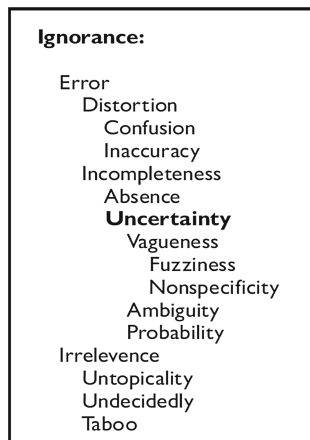 Ignorance:
Error
Distortion
Confusion
Inaccuracy
Incompleteness
Absence
Uncertainty
Vagueness
Fuzziness
Nonspecificity
Ambiguity
Probability
Irrelevence
Untopicality
Undecidedly
Taboo